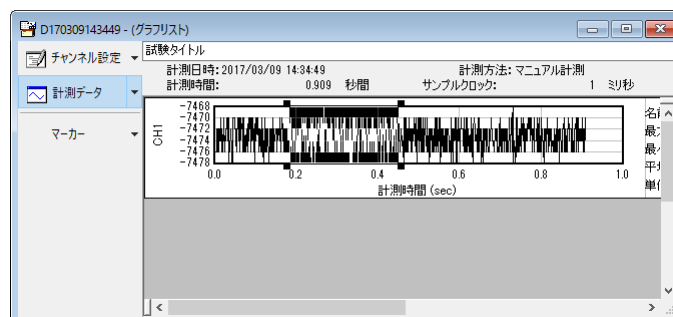 D170309143449 - (グラフリスト)
チャンネル設定
試験タイトル
計測日時:2017/03/09 14:34:49 計測方法:マニュアル計測
計測時間: 0.909 秒間 サンプルクロック: 1 ミリ秒
計測データ
マーカー
CH1
-7468
-7470
-7472
-7474
-7476
-7478
0.0 0.2 0.4 0.6 0.8 1.0
計測時間 (sec)